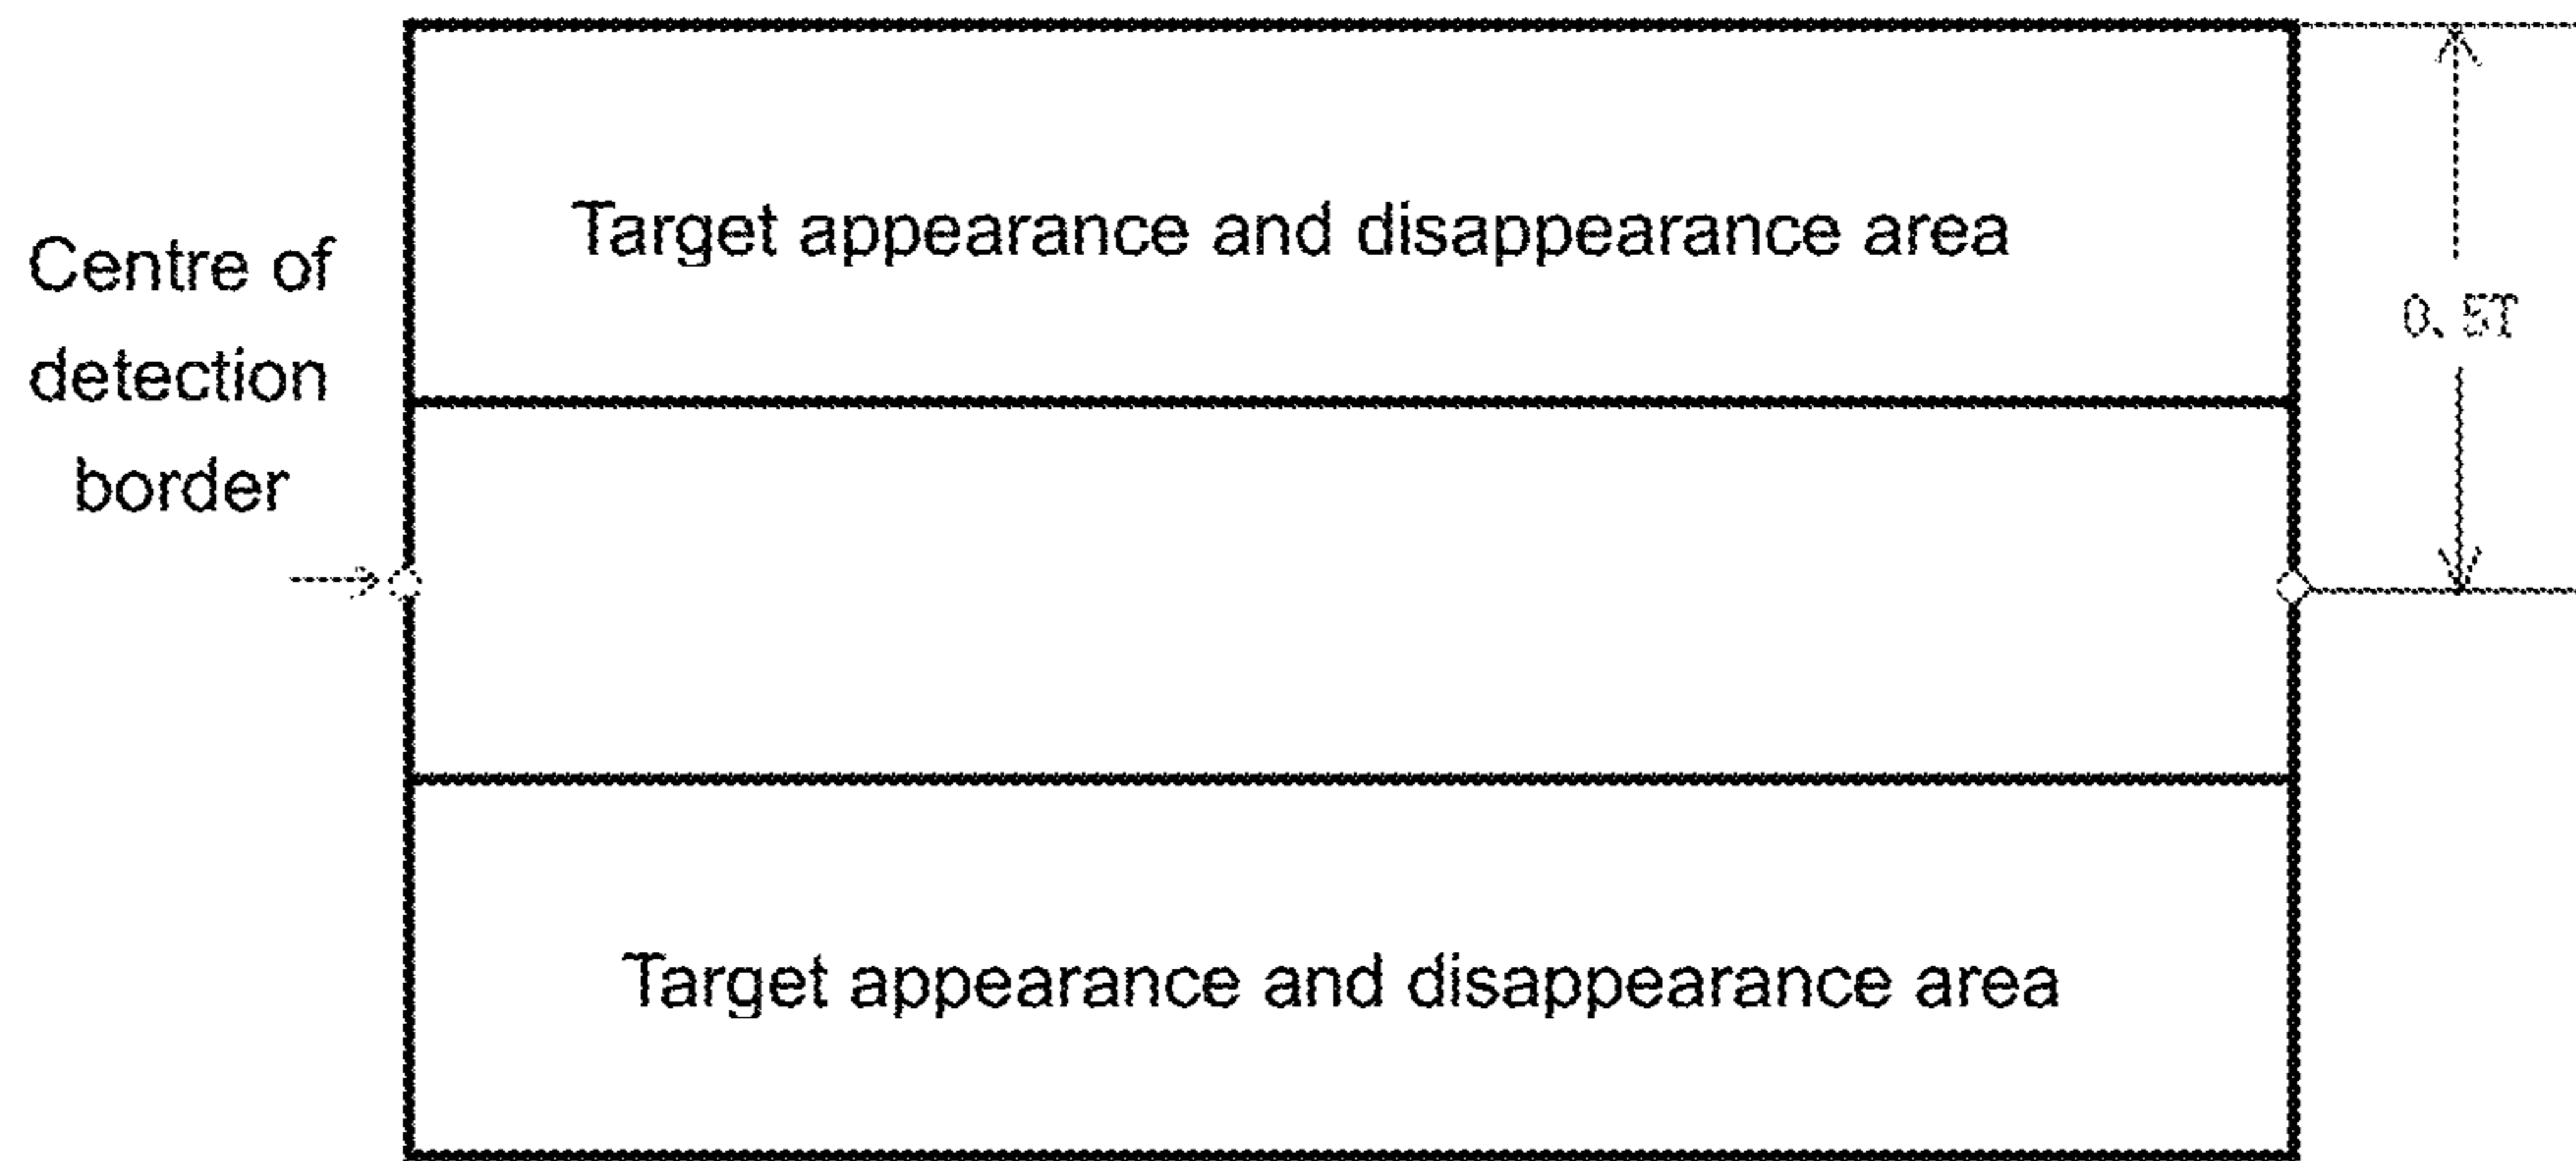 Target appearance and disappearance area
Centre of
detection
border
0.5T
Target appearance and disappearance area